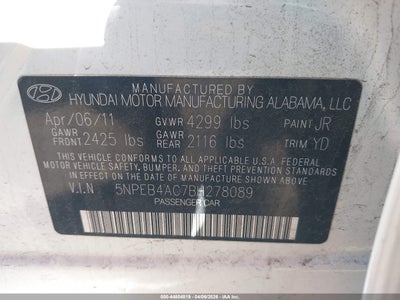 MANUFACTURED BY
HYUNDAI MOTOR MANUFACTURING ALABAMA, LLC
Apr/06/11 GVWR 4299 lbs PAINT JR
GAWR FRONT 2425 lbs GAWR REAR 2116 lbs TRIM YD
THIS VEHICLE CONFORMS TO ALL APPLICABLE FEDERAL
MOTOR VEHICLE SAFETY, BUMPER, AND THEFT PREVENTION
STANDARDS IN EFFECT ON THE DATE OF MANUFACTURE
SHOWN ABOVE.
V.I.N 5NPEB4AC7BH278089
PASSENGER CAR